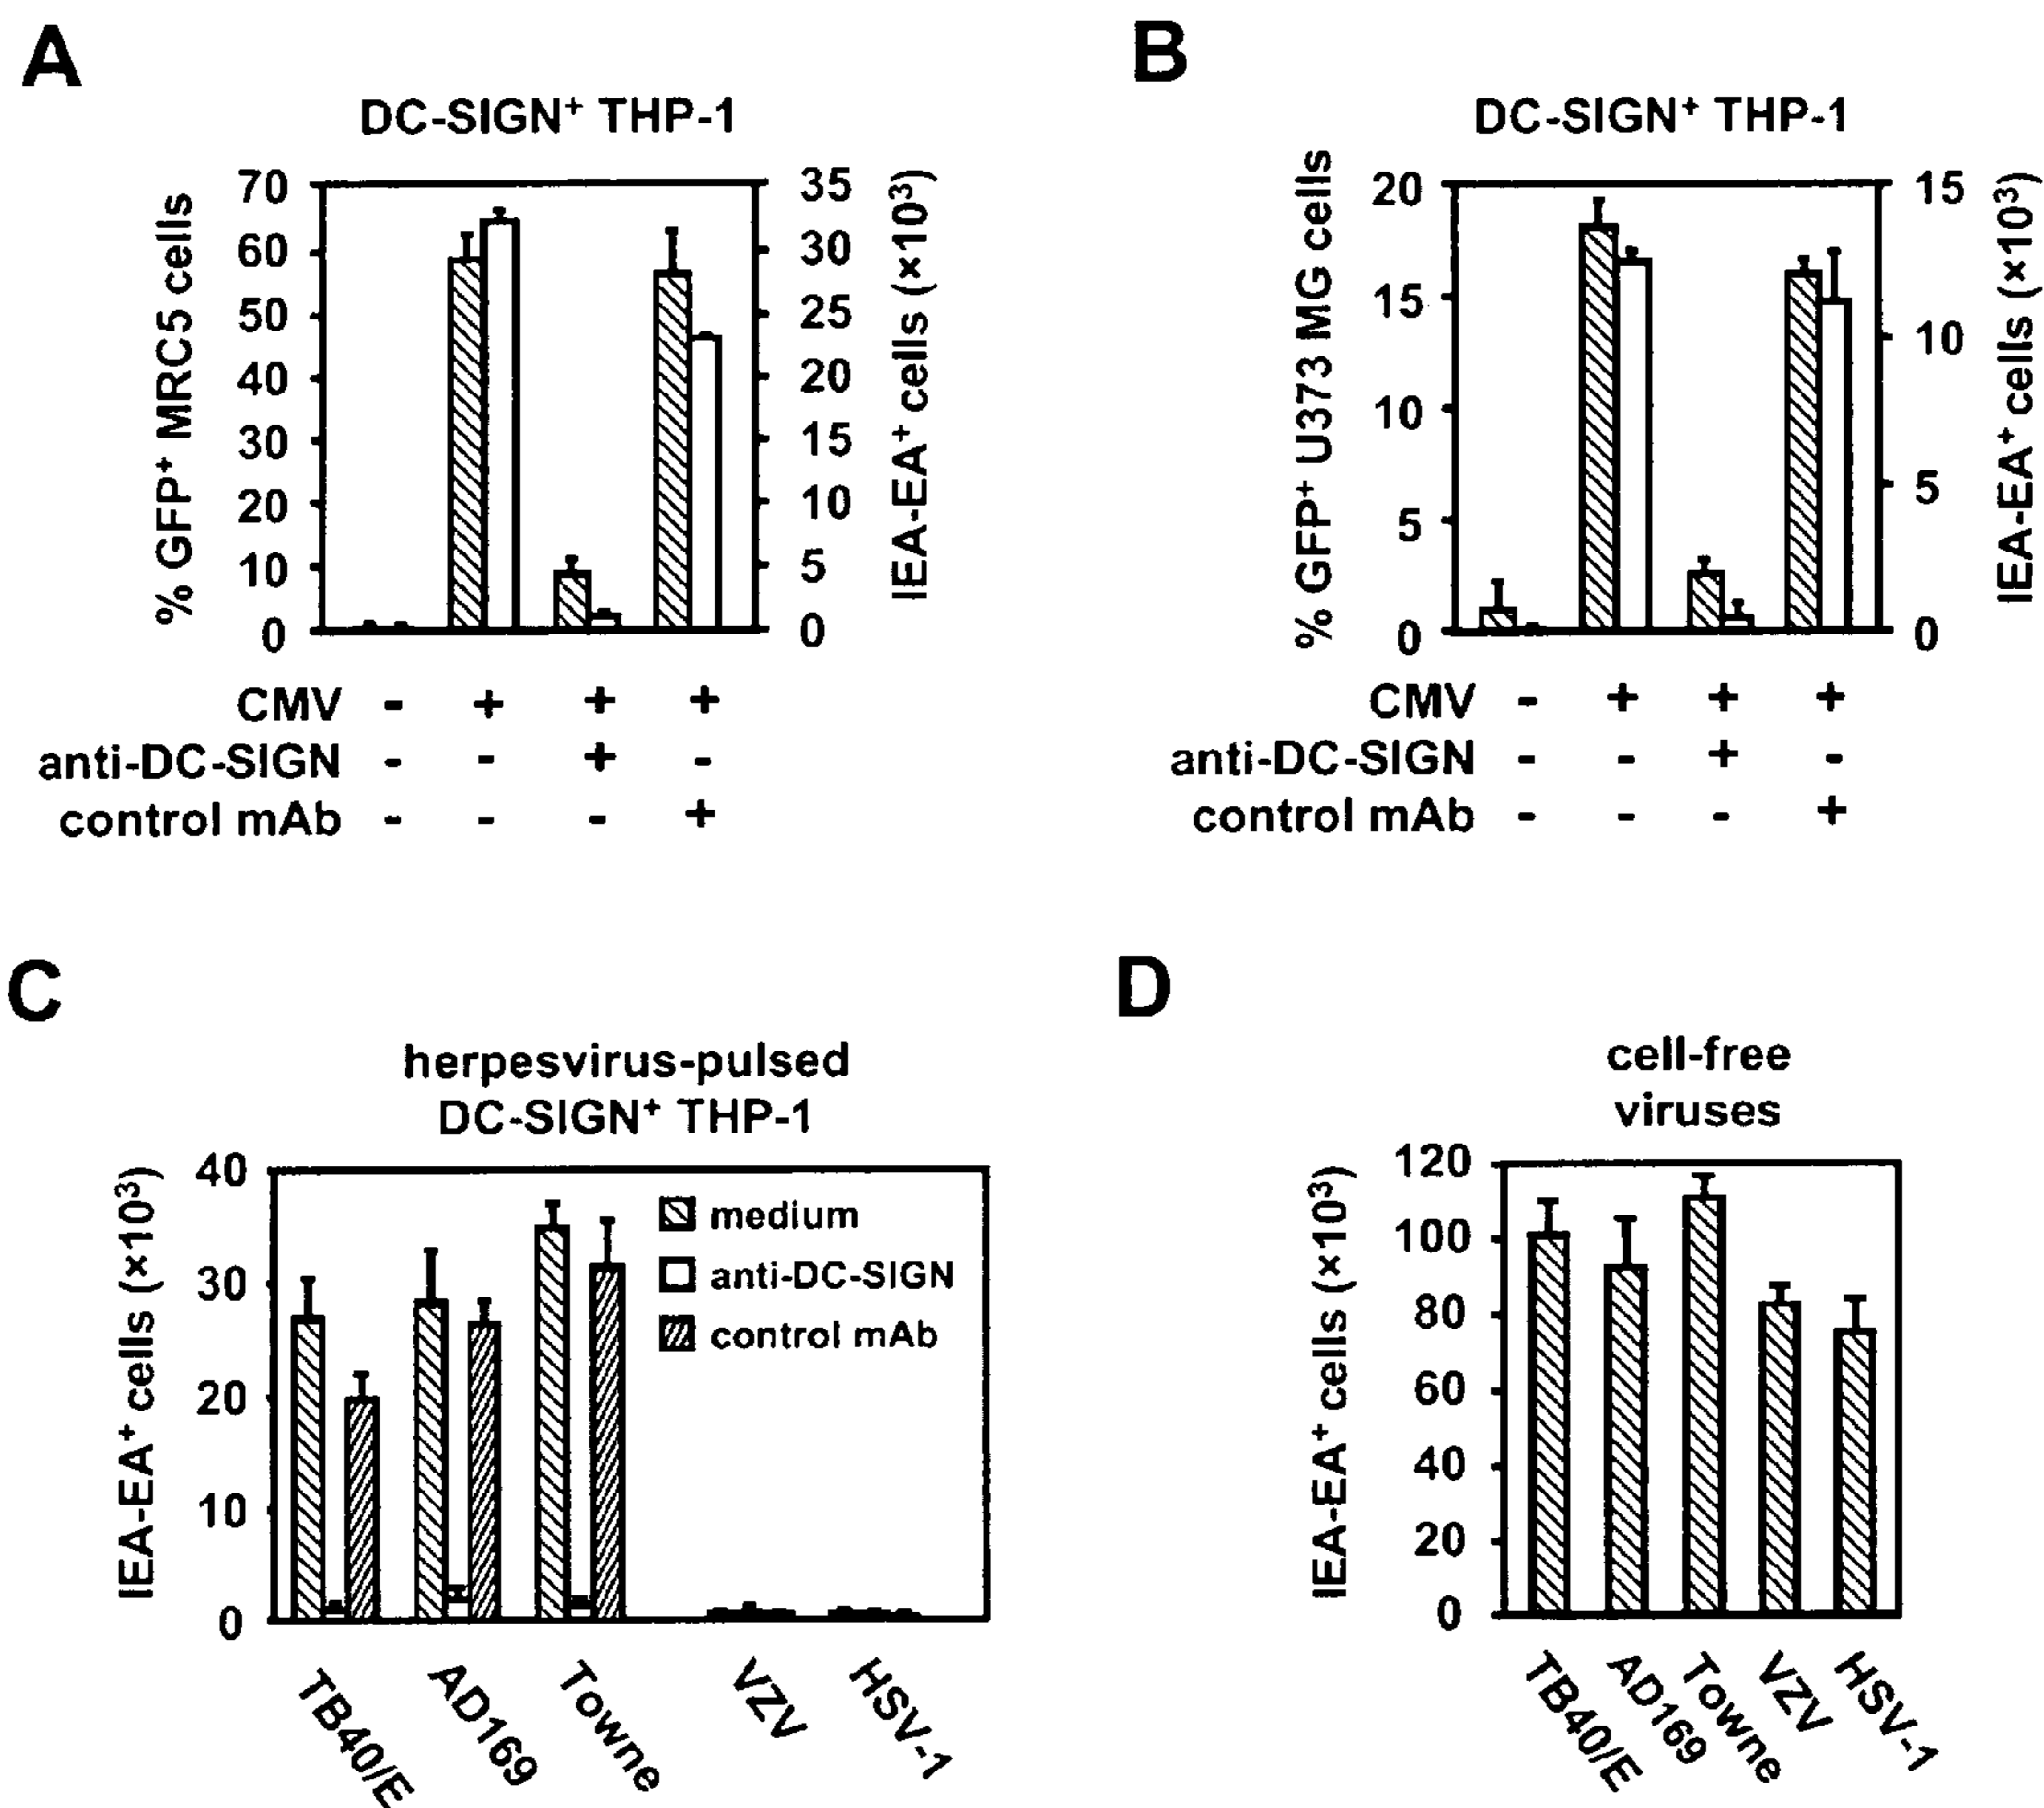 A
DC-SIGN⁺ THP-1
% GFP⁺ MRC5 cells
70
60
50
40
30
20
10
0
35
30
25
20
15
10
5
0
IEA-EA⁺ cells (×10³)
CMV - + + +
anti-DC-SIGN - - + -
control mAb - - - +
B
DC-SIGN⁺ THP-1
% GFP⁺ U373 MG cells
20
15
10
5
0
15
10
5
0
IEA-EA⁺ cells (×10³)
CMV - + + +
anti-DC-SIGN - - + -
control mAb - - - +
C
herpesvirus-pulsed
DC-SIGN⁺ THP-1
IEA-EA⁺ cells (×10³)
40
30
20
10
0
medium
anti-DC-SIGN
control mAb
TB40/E
AD169
Towne
VZV
HSV-1
D
cell-free
viruses
IEA-EA⁺ cells (×10³)
120
100
80
60
40
20
0
TB40/E
AD169
Towne
VZV
HSV-1